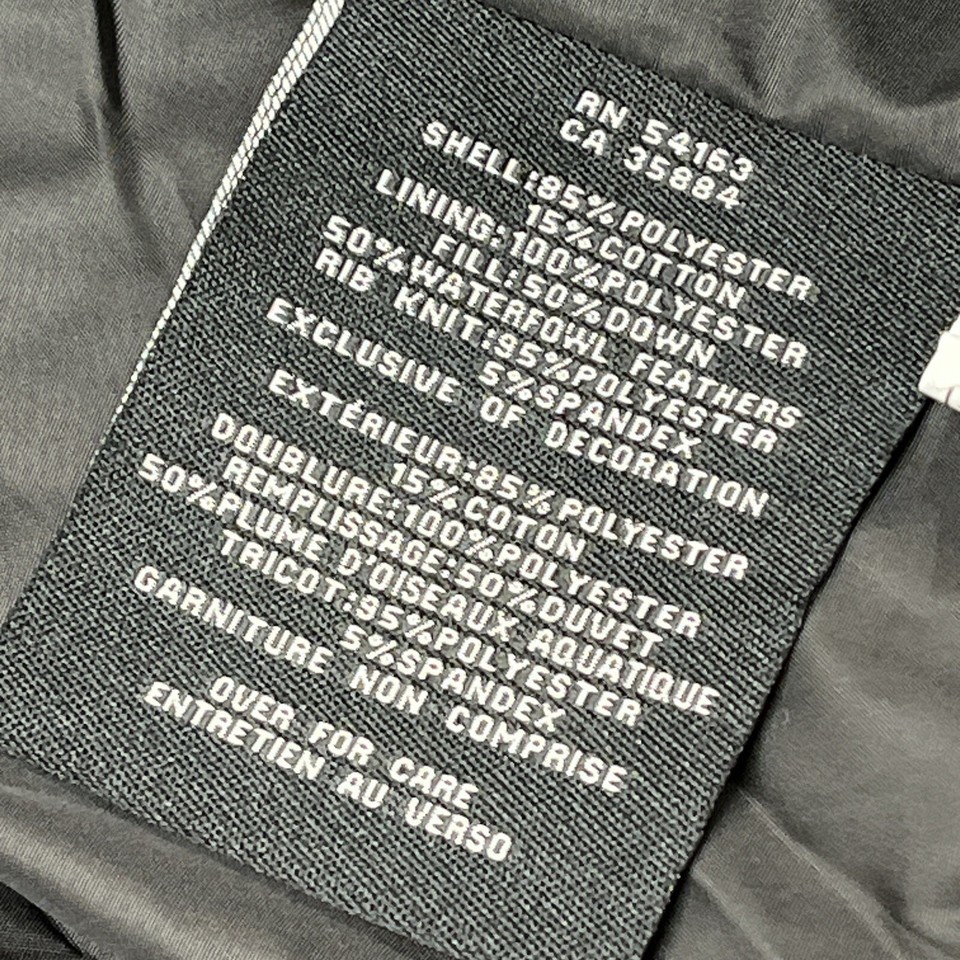 RN 54163
CA 35884
SHELL:85%POLYESTER
15%COTTON
LINING:100%POLYESTER
FILL:50%DOWN
50%WATERFOWL FEATHERS
RIB KNIT:95%POLYESTER
5%SPANDEX
EXCLUSIVE OF DECORATION
EXTÉRIEUR:85%POLYESTER
15%COTON
DOUBLURE:100%POLYESTER
REMPLISSAGE:50%DUVET
50%PLUME D'OISEAUX AQUATIQUE
TRICOT:95%POLYESTER
5%SPANDEX
GARNITURE NON COMPRISE
OVER FOR CARE
ENTRETIEN AU VERSO